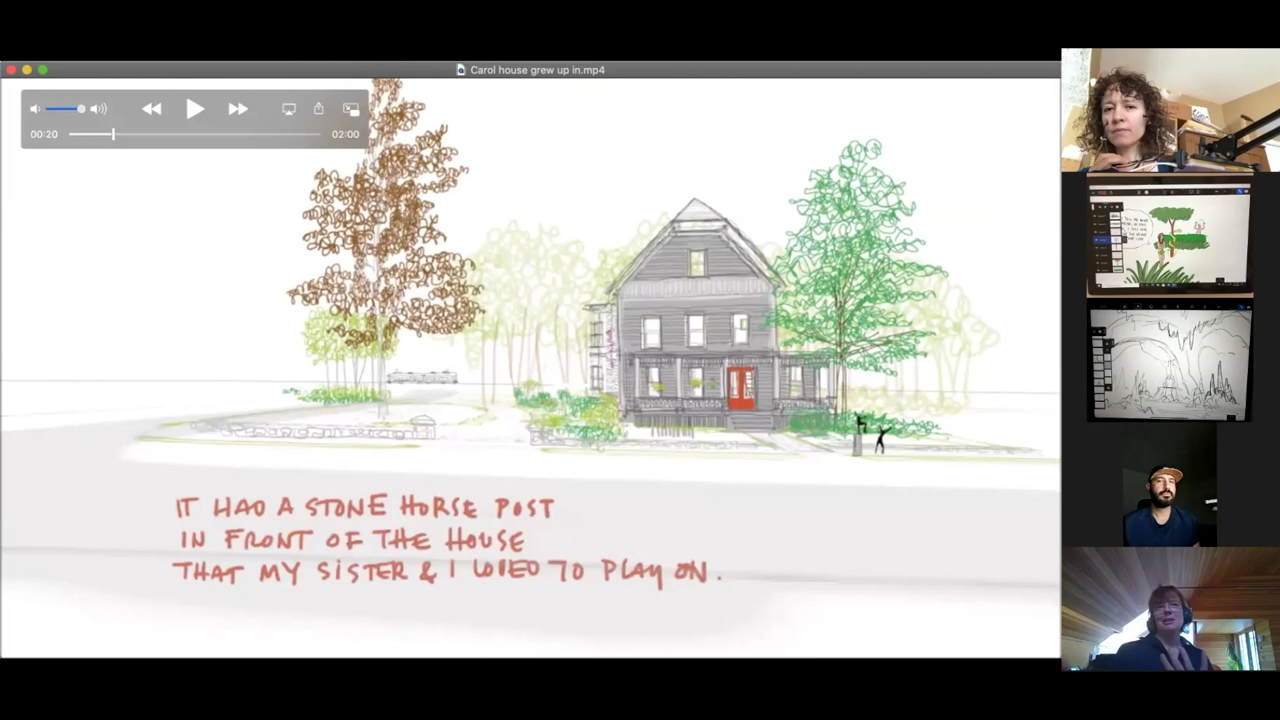 Carol house grew up in.mp4
00:20
02:00
IT HAD A STONE HORSE POST
IN FRONT OF THE HOUSE
THAT MY SISTER & I LOVED TO PLAY ON.